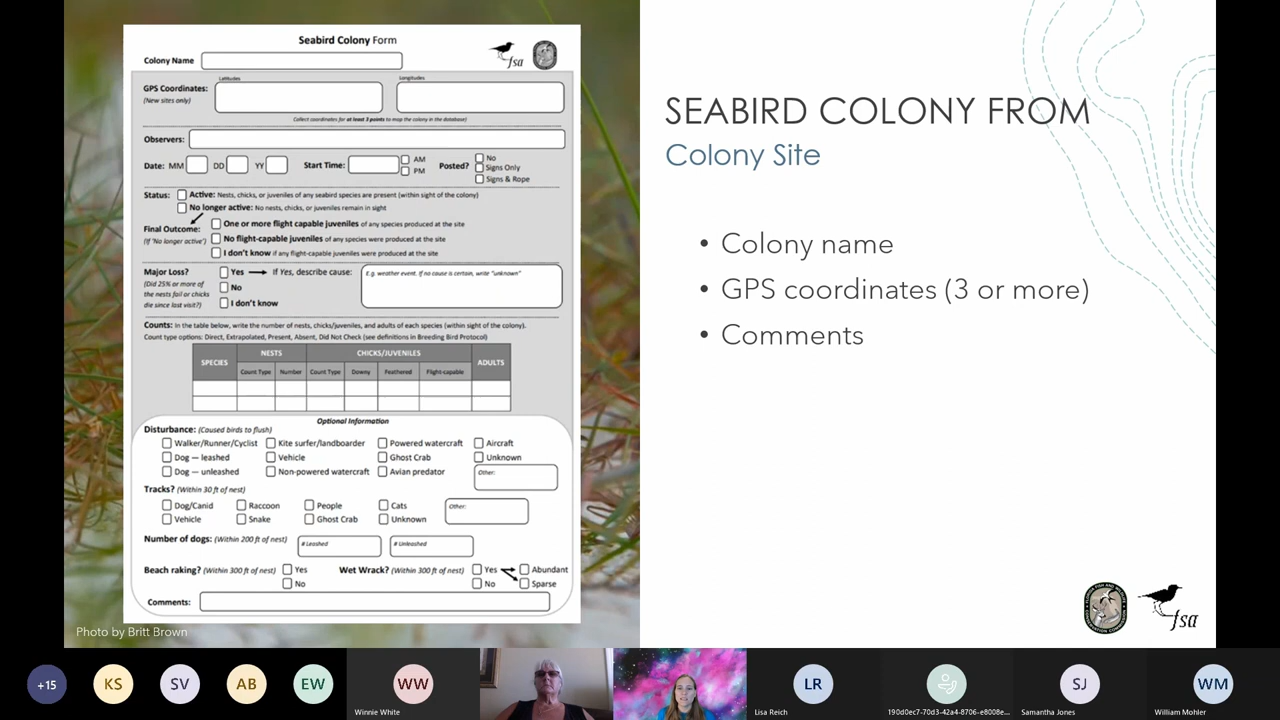 Seabird Colony Form
fsa
Colony Name
Latitudes
Longitudes
GPS Coordinates:
(New sites only)
Collect coordinates for at least 3 points to map the colony in the database)
Observers:
Date: MM DD YY Start Time: AM PM Posted? No
Signs Only
Signs & Rope
Status: Active: Nests, chicks, or juveniles of any seabird species are present (within sight of the colony)
No longer active: No nests, chicks, or juveniles remain in sight
Final Outcome:
(If 'No longer active')
One or more flight capable juveniles of any species produced at the site
No flight-capable juveniles of any species were produced at the site
I don't know if any flight-capable juveniles were produced at the site
Major Loss?
(Did 25% or more of
the nests fail or chicks
die since last visit?)
Yes If Yes, describe cause:
No
I don't know
E.g. weather event. If no cause is certain, write "unknown"
Counts: In the table below, write the number of nests, chicks/juveniles, and adults of each species (within sight of the colony).
Count type options: Direct, Extrapolated, Present, Absent, Did Not Check (see definitions in Breeding Bird Protocol)
SPECIES NESTS CHICKS/JUVENILES ADULTS
Count Type Number Count Type Downy Feathered Flight-capable
Optional Information
Disturbance: (Caused birds to flush)
Walker/Runner/Cyclist Kite surfer/landboarder Powered watercraft Aircraft
Dog — leashed Vehicle Ghost Crab Unknown
Dog — unleashed Non-powered watercraft Avian predator Other:
Tracks? (Within 30 ft of nest)
Dog/Canid Raccoon People Cats Other:
Vehicle Snake Ghost Crab Unknown
Number of dogs: (Within 200 ft of nest) # Leashed # Unleashed
Beach raking? (Within 300 ft of nest) Yes Wet Wrack? (Within 300 ft of nest) Yes Abundant
No No Sparse
Comments:
Photo by Britt Brown
SEABIRD COLONY FROM
Colony Site
• Colony name
• GPS coordinates (3 or more)
• Comments
fsa
+15 KS SV AB EW WW LR SJ WM
Winnie White
Lisa Reich
190d0ec7-70d3-42a4-8706-e8008e...
Samantha Jones
William Mohler